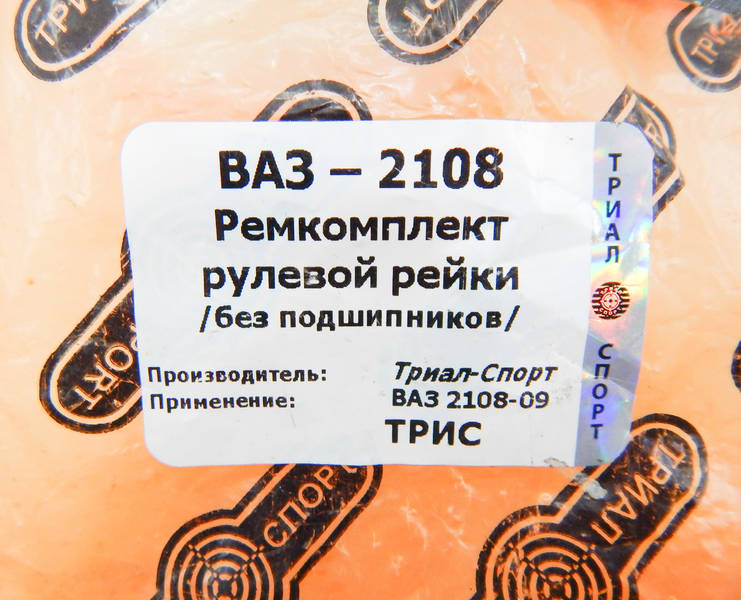 ВАЗ – 2108
Ремкомплект
рулевой рейки
/без подшипников/
Производитель: Триал-Спорт
Применение: ВАЗ 2108-09
ТРИС
ТРИАЛ
СПОРТ
СПОРТ
ТРИАЛ